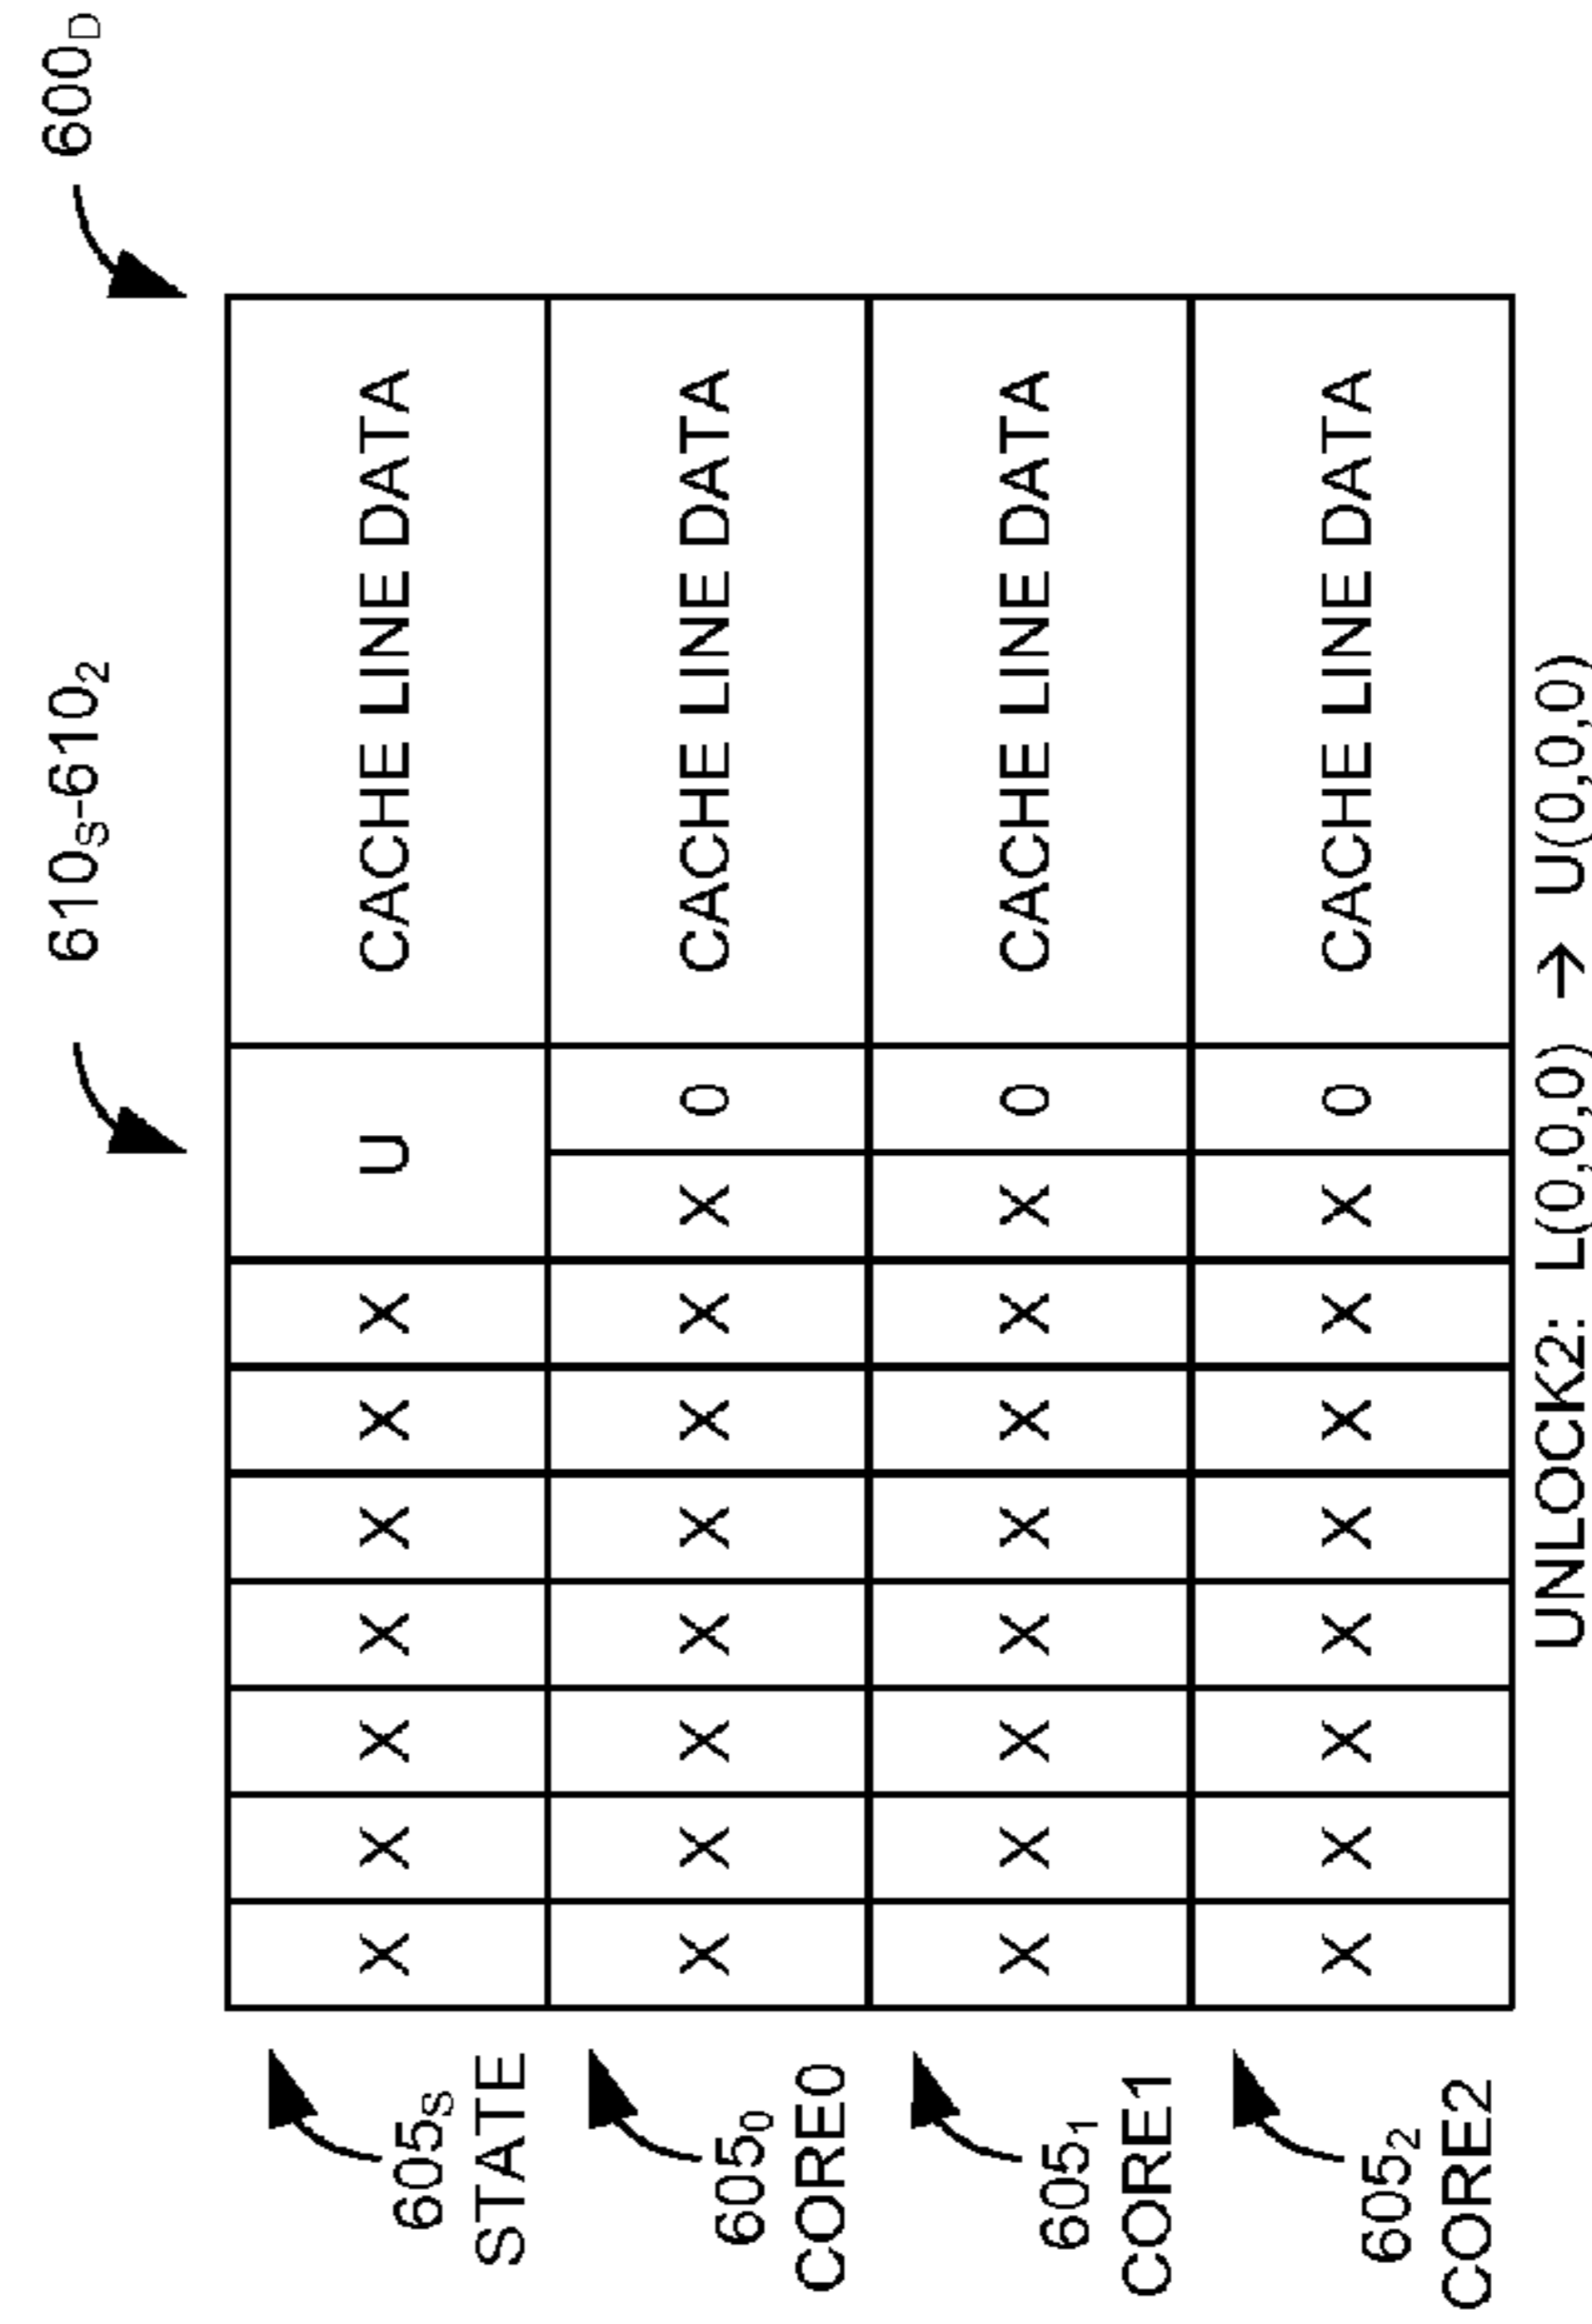 610ₛ-610₂ 600_D
X X X X X X X U CACHE LINE DATA
605ₛ
STATE
X X X X X X X X 0 CACHE LINE DATA
605₀
CORE0
X X X X X X X X 0 CACHE LINE DATA
605₁
CORE1
X X X X X X X X 0 CACHE LINE DATA
605₂
CORE2
UNLOCK2: L(0,0,0) → U(0,0,0)